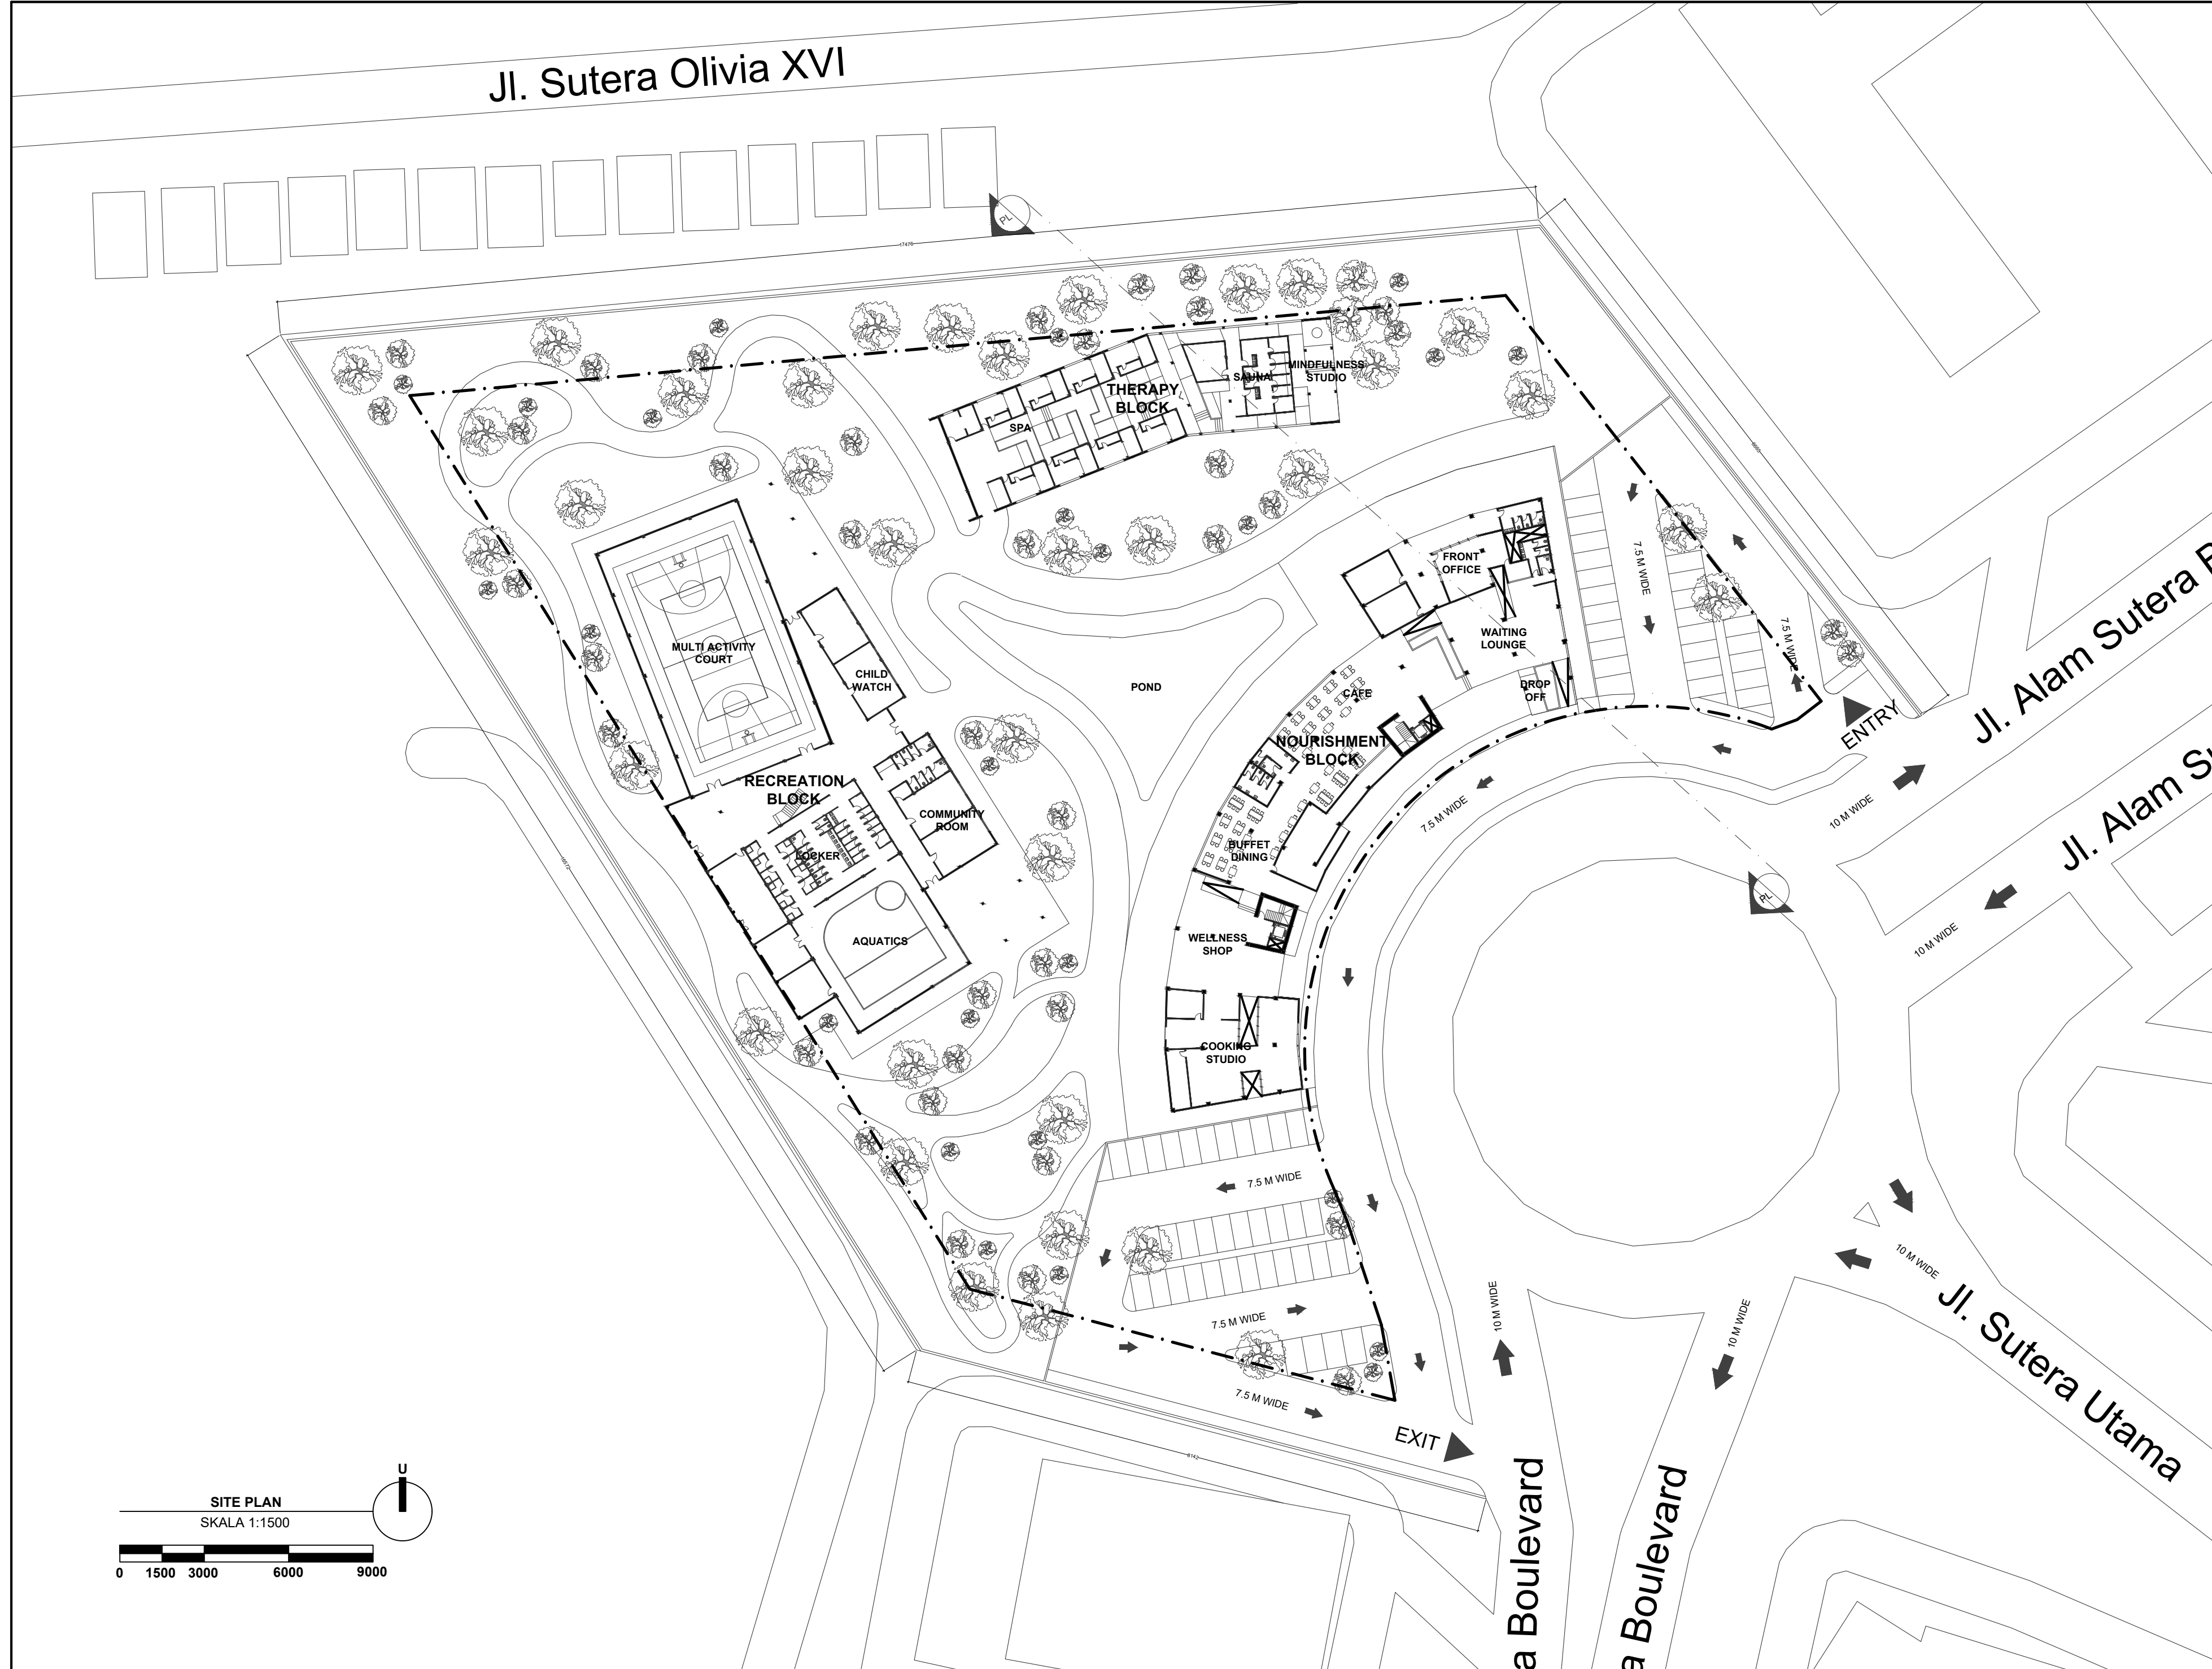 Jl. Sutera Olivia XVI
PL
17470
THERAPY
BLOCK
SPA
SAUNA
MINDFULNESS
STUDIO
FRONT
OFFICE
WAITING
LOUNGE
DROP
OFF
7.5 M WIDE
7.5 M WIDE
ENTRY
MULTI ACTIVITY
COURT
CHILD
WATCH
POND
CAFE
NOURISHMENT
BLOCK
BUFFET
DINING
RECREATION
BLOCK
COMMUNITY
ROOM
LOCKER
AQUATICS
WELLNESS
SHOP
COOKING
STUDIO
7.5 M WIDE
10 M WIDE
10 M WIDE
Jl. Alam Sutera
Jl. Alam
PL
7.5 M WIDE
7.5 M WIDE
7.5 M WIDE
10 M WIDE
10 M WIDE
10 M WIDE
Jl. Sutera Utama
EXIT
8142
a Boulevard
a Boulevard
U
SITE PLAN
SKALA 1:1500
0 1500 3000 6000 9000